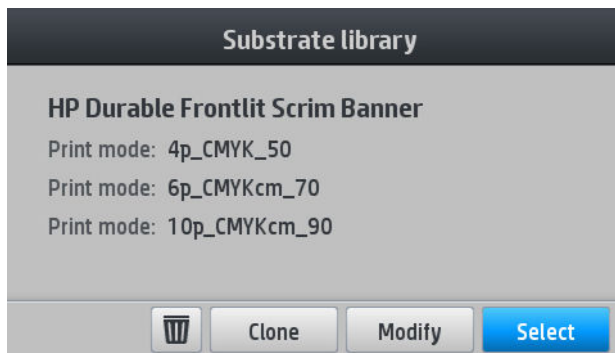 Substrate library
HP Durable Frontlit Scrim Banner
Print mode: 4p_CMYK_50
Print mode: 6p_CMYKcm_70
Print mode: 10p_CMYKcm_90
Clone Modify Select